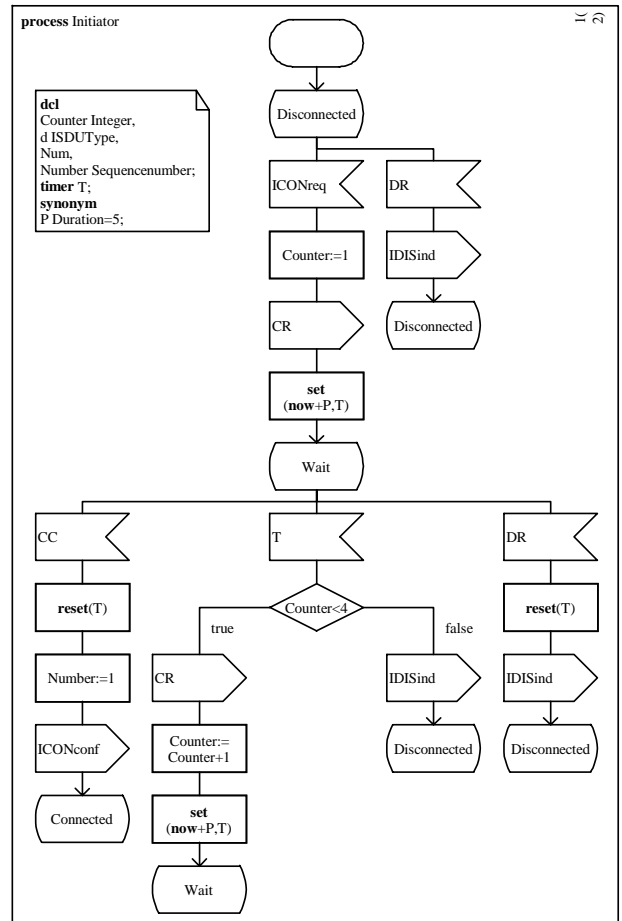 process Initiator
1(
2)
dcl
Counter Integer,
d ISDUType,
Num,
Number Sequencenumber;
timer T;
synonym
P Duration=5;
Disconnected
ICONreq
DR
Counter:=1
IDISind
CR
Disconnected
set
(now+P,T)
Wait
CC
T
DR
reset(T)
Counter<4
reset(T)
true
false
Number:=1
CR
IDISind
IDISind
ICONconf
Counter:=
Counter+1
Disconnected
Disconnected
Connected
set
(now+P,T)
Wait